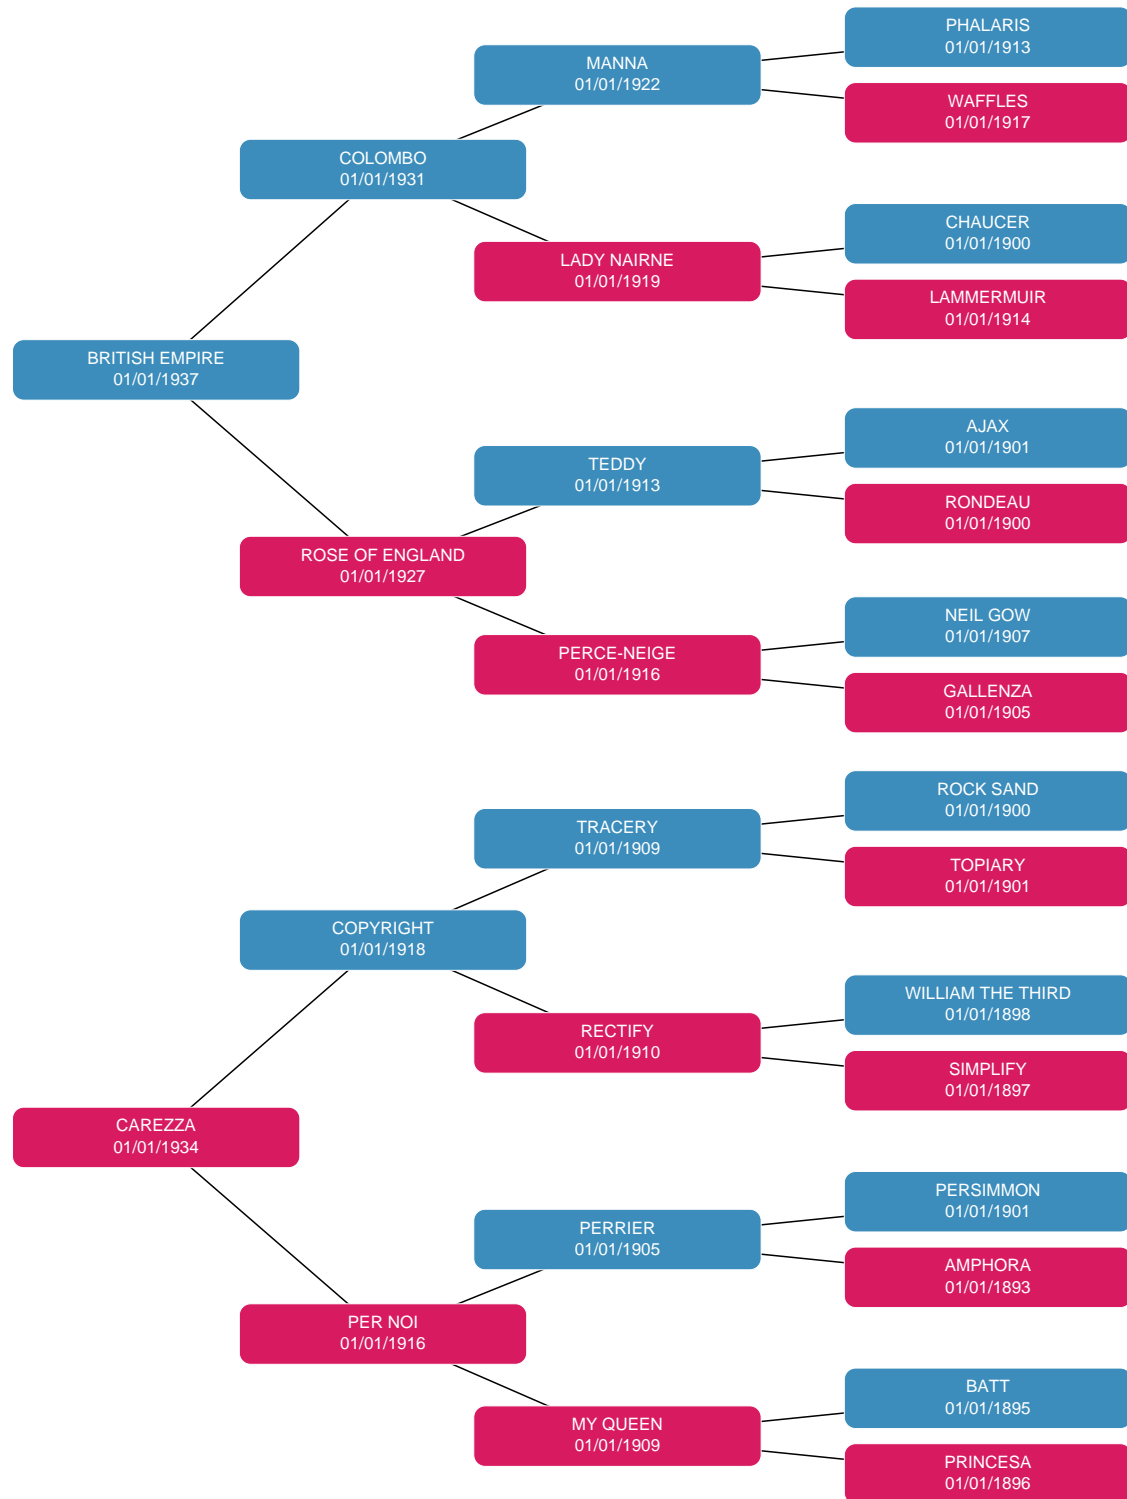 PHALARIS
01/01/1913
MANNA
01/01/1922
WAFFLES
01/01/1917
COLOMBO
01/01/1931
CHAUCER
01/01/1900
LADY NAIRNE
01/01/1919
LAMMERMUIR
01/01/1914
BRITISH EMPIRE
01/01/1937
AJAX
01/01/1901
TEDDY
01/01/1913
RONDEAU
01/01/1900
ROSE OF ENGLAND
01/01/1927
NEIL GOW
01/01/1907
PERCE-NEIGE
01/01/1916
GALLENZA
01/01/1905
ROCK SAND
01/01/1900
TRACERY
01/01/1909
TOPIARY
01/01/1901
COPYRIGHT
01/01/1918
WILLIAM THE THIRD
01/01/1898
RECTIFY
01/01/1910
SIMPLIFY
01/01/1897
CAREZZA
01/01/1934
PERSIMMON
01/01/1901
PERRIER
01/01/1905
AMPHORA
01/01/1893
PER NOI
01/01/1916
BATT
01/01/1895
MY QUEEN
01/01/1909
PRINCESA
01/01/1896